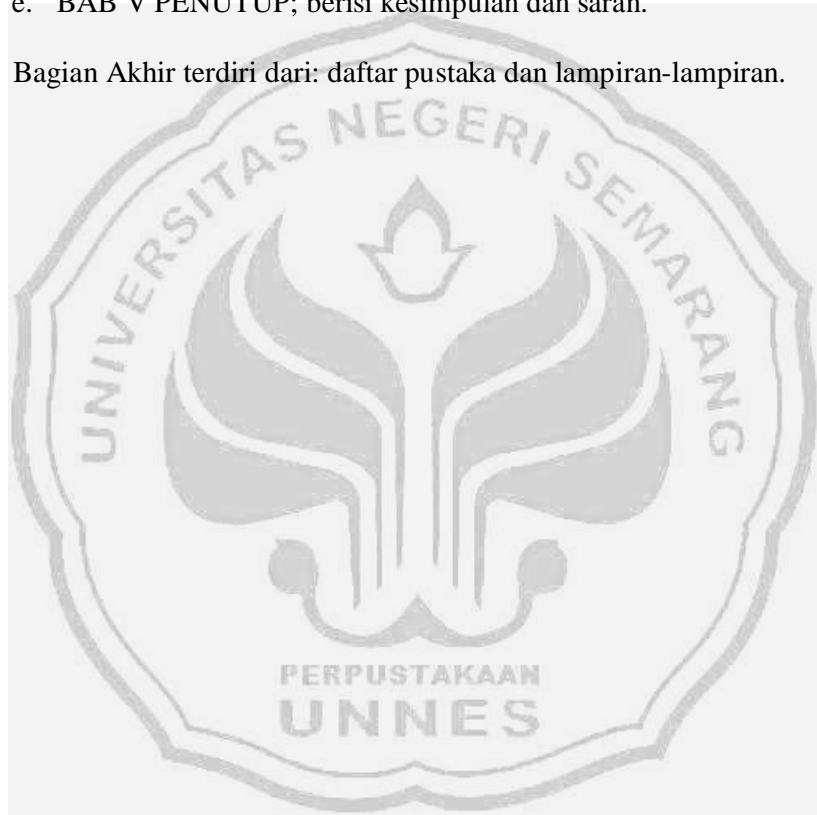 e. BAB V PENUTUP; berisi kesimpulan dan saran.
Bagian Akhir terdiri dari: daftar pustaka dan lampiran-lampiran.
UNIVERSITAS NEGERI SEMARANG
PERPUSTAKAAN
UNNES